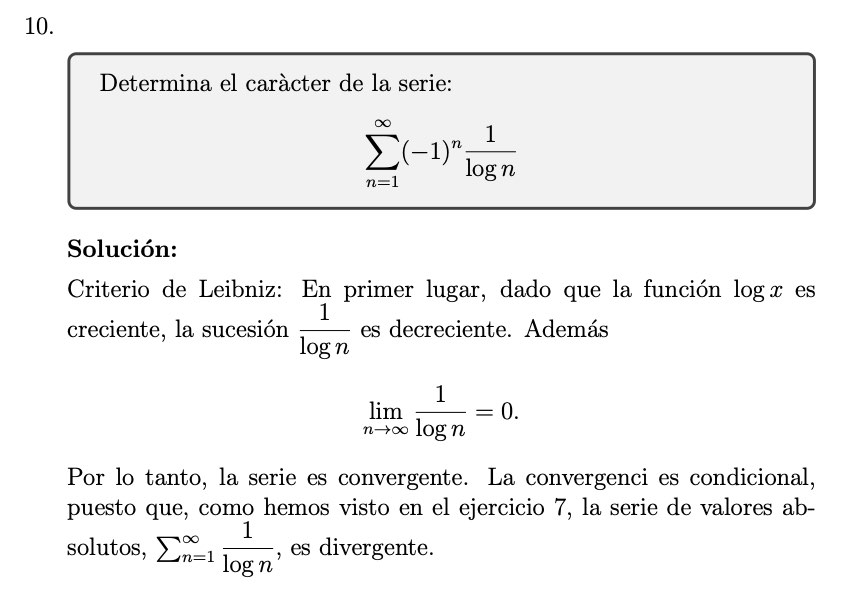 10.
Determina el caràcter de la serie:
$$\sum_{n=1}^{\infty}(-1)^n\frac{1}{\log n}$$
Solución:
Criterio de Leibniz: En primer lugar, dado que la función $\log x$ es
creciente, la sucesión $\frac{1}{\log n}$ es decreciente. Además
$$\lim_{n\to\infty}\frac{1}{\log n}=0.$$
Por lo tanto, la serie es convergente. La convergenci es condicional,
puesto que, como hemos visto en el ejercicio 7, la serie de valores ab-
solutos, $\sum_{n=1}^{\infty}\frac{1}{\log n}$, es divergente.